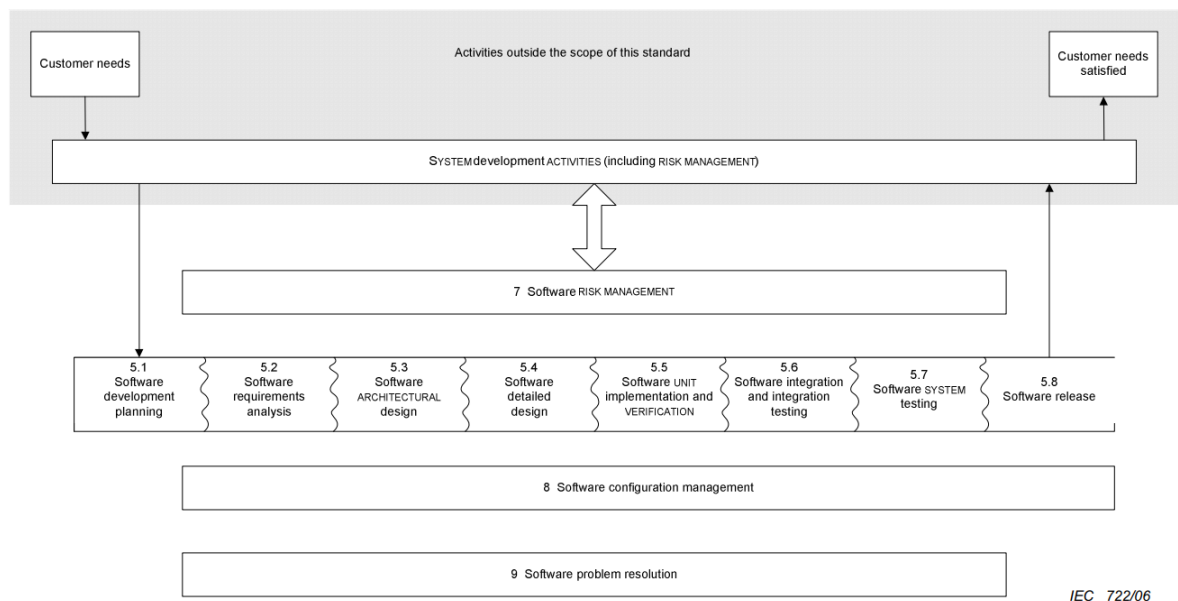 Activities outside the scope of this standard
Customer needs
Customer needs
satisfied
SYSTEM development ACTIVITIES (including RISK MANAGEMENT)
7 Software RISK MANAGEMENT
5.1
Software
development
planning
5.2
Software
requirements
analysis
5.3
Software
ARCHITECTURAL
design
5.4
Software
detailed
design
5.5
Software UNIT
implementation and
VERIFICATION
5.6
Software integration
and integration
testing
5.7
Software SYSTEM
testing
5.8
Software release
8 Software configuration management
9 Software problem resolution
IEC 722/06